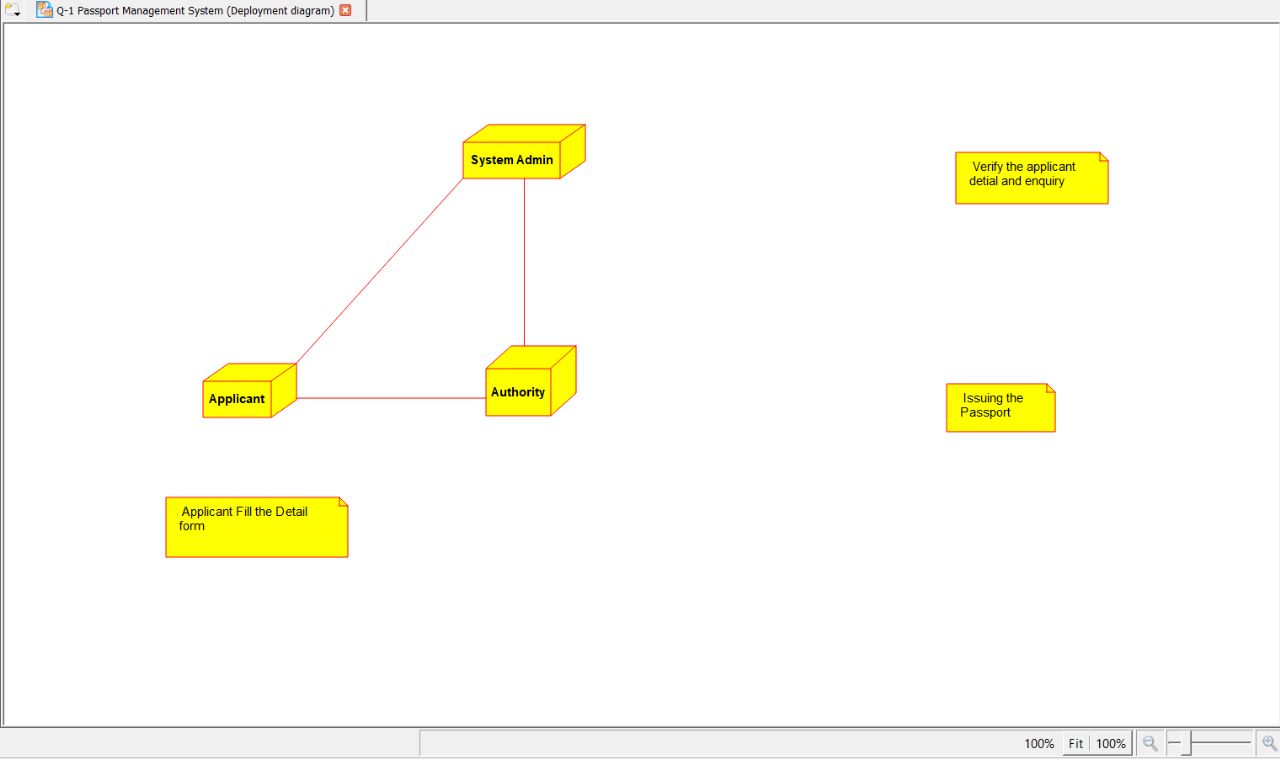 Q-1 Passport Management System (Deployment diagram)
System Admin
Verify the applicant
detial and enquiry
Applicant
Authority
Issuing the
Passport
Applicant Fill the Detail
form
100% Fit 100%